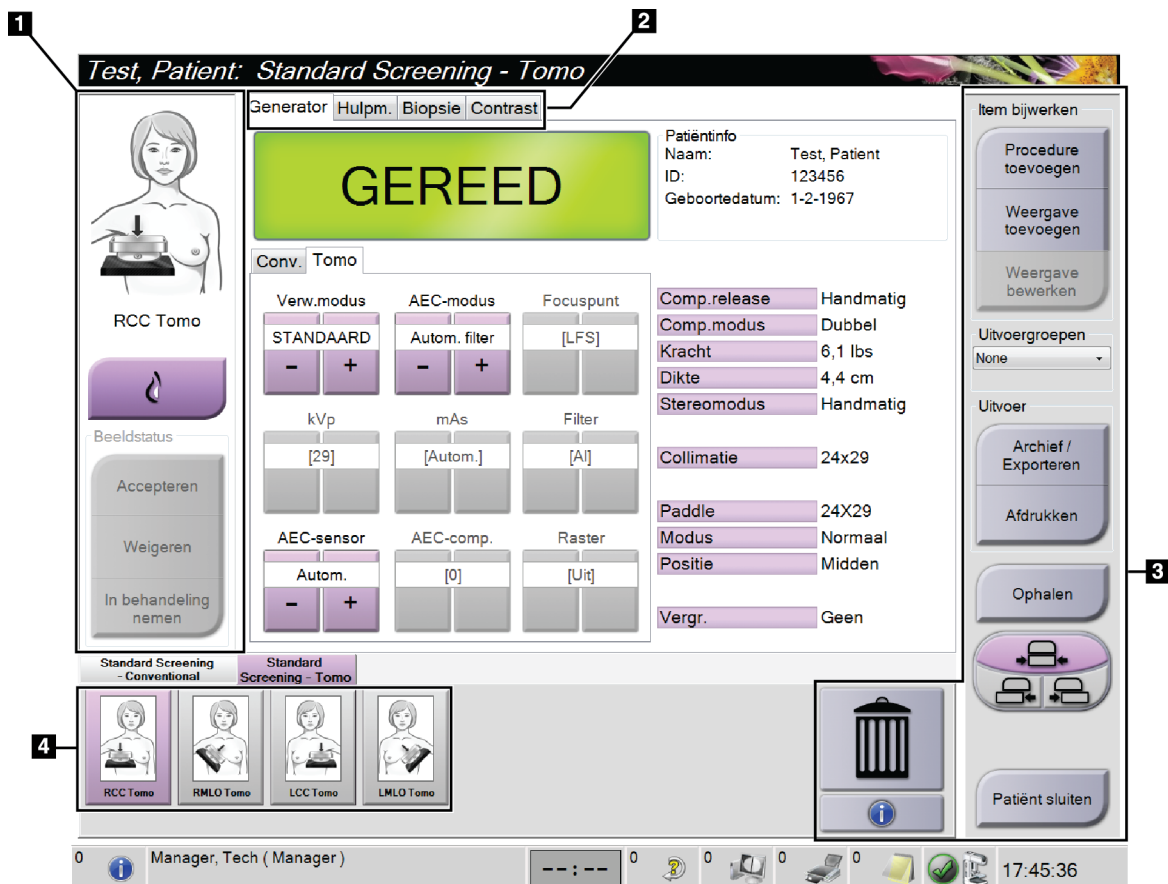 1
2
Test, Patient: Standard Screening - Tomo
Generator Hulpm. Biopsie Contrast
GEREED
Patiëntinfo
Naam: Test, Patient
ID: 123456
Geboortedatum: 1-2-1967
RCC Tomo
Beeldstatus
Accepteren
Weigeren
In behandeling
nemen
Conv. Tomo
Verw.modus AEC-modus Focuspunt
STANDAARD Autom. filter [LFS]
- + - +
kVp mAs Filter
[29] [Autom.] [Al]
AEC-sensor AEC-comp. Raster
Autom. [0] [Uit]
- +
Comp.release Handmatig
Comp.modus Dubbel
Kracht 6,1 lbs
Dikte 4,4 cm
Stereomodus Handmatig
Collimatie 24x29
Paddle 24X29
Modus Normaal
Positie Midden
Vergr. Geen
Item bijwerken
Procedure
toevoegen
Weergave
toevoegen
Weergave
bewerken
Uitvoergroepen
None
Uitvoer
Archief /
Exporteren
Afdrukken
3
Ophalen
Patiënt sluiten
Standard Screening
- Conventional
Standard
Screening - Tomo
4
RCC Tomo RMLO Tomo LCC Tomo LMLO Tomo
0 i Manager, Tech ( Manager ) --:-- 0 ? 0 0 0 17:45:36